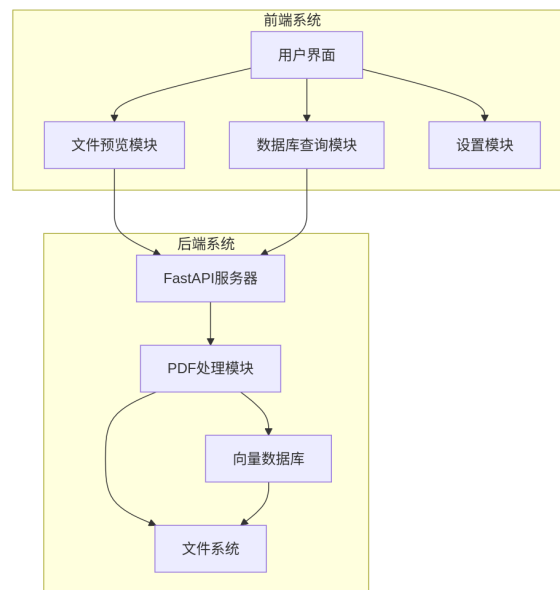 前端系统
用户界面
文件预览模块
数据库查询模块
设置模块
后端系统
FastAPI服务器
PDF处理模块
向量数据库
文件系统